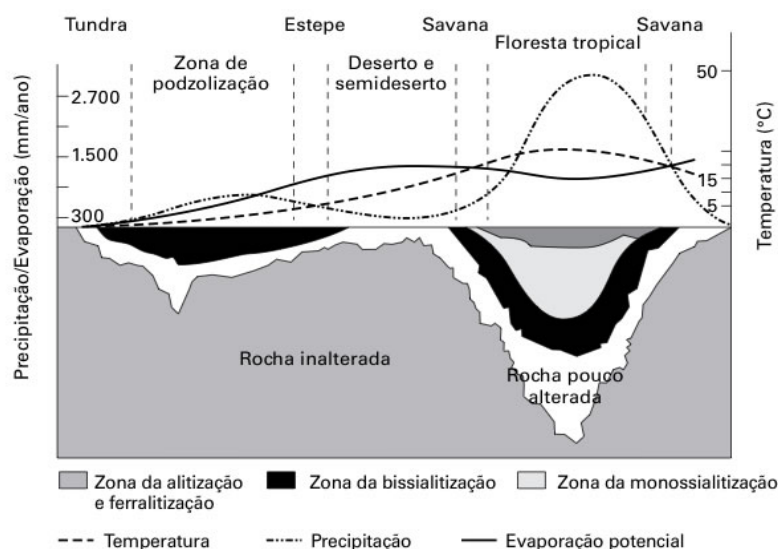 Tundra
Estepe
Savana
Savana
Zona de
podzolização
Deserto e
semideserto
Floresta tropical
Precipitação/Evaporação (mm/ano)
2.700
1.500
300
50
15
5
Temperatura (°C)
Rocha inalterada
Rocha pouco
alterada
Zona da alitização
e ferralitização
Zona da bissialitização
Zona da monossialitização
Temperatura
Precipitação
Evaporação potencial